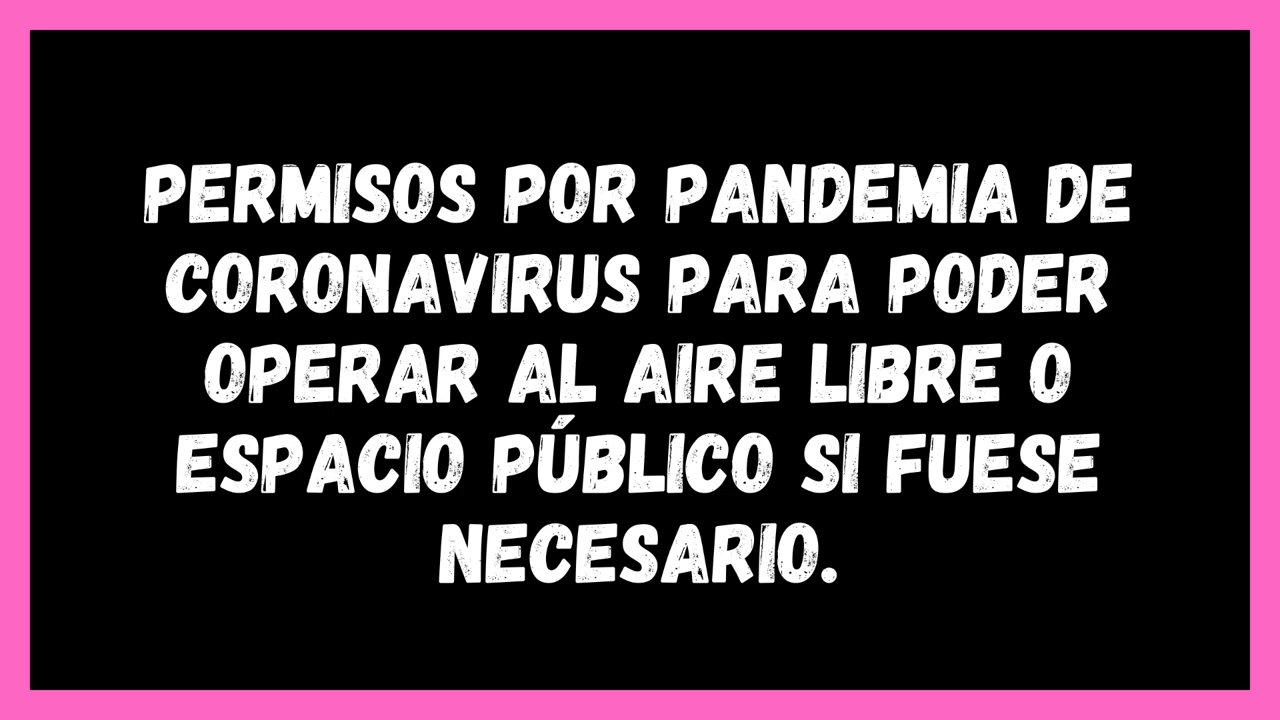 PERMISOS POR PANDEMIA DE
CORONAVIRUS PARA PODER
OPERAR AL AIRE LIBRE O
ESPACIO PÚBLICO SI FUESE
NECESARIO.